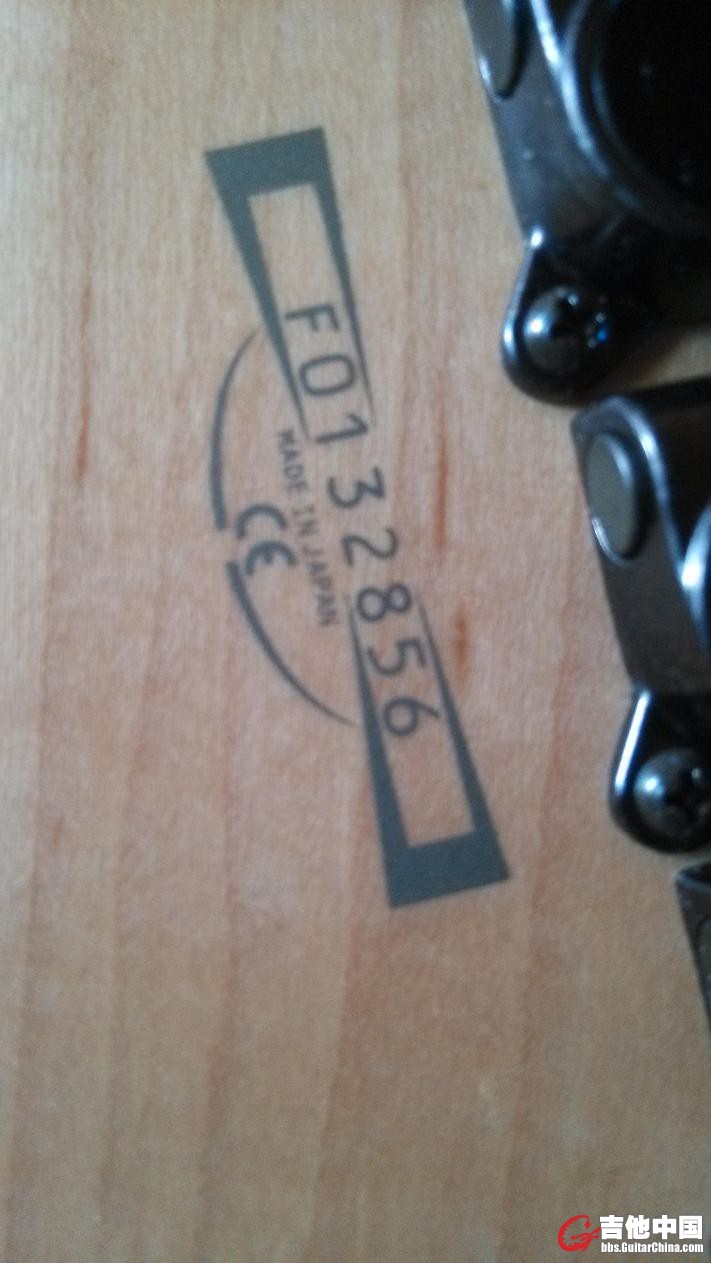 F0132856
MADE IN JAPAN
CE
吉他中国
bbs.GuitarChina.com